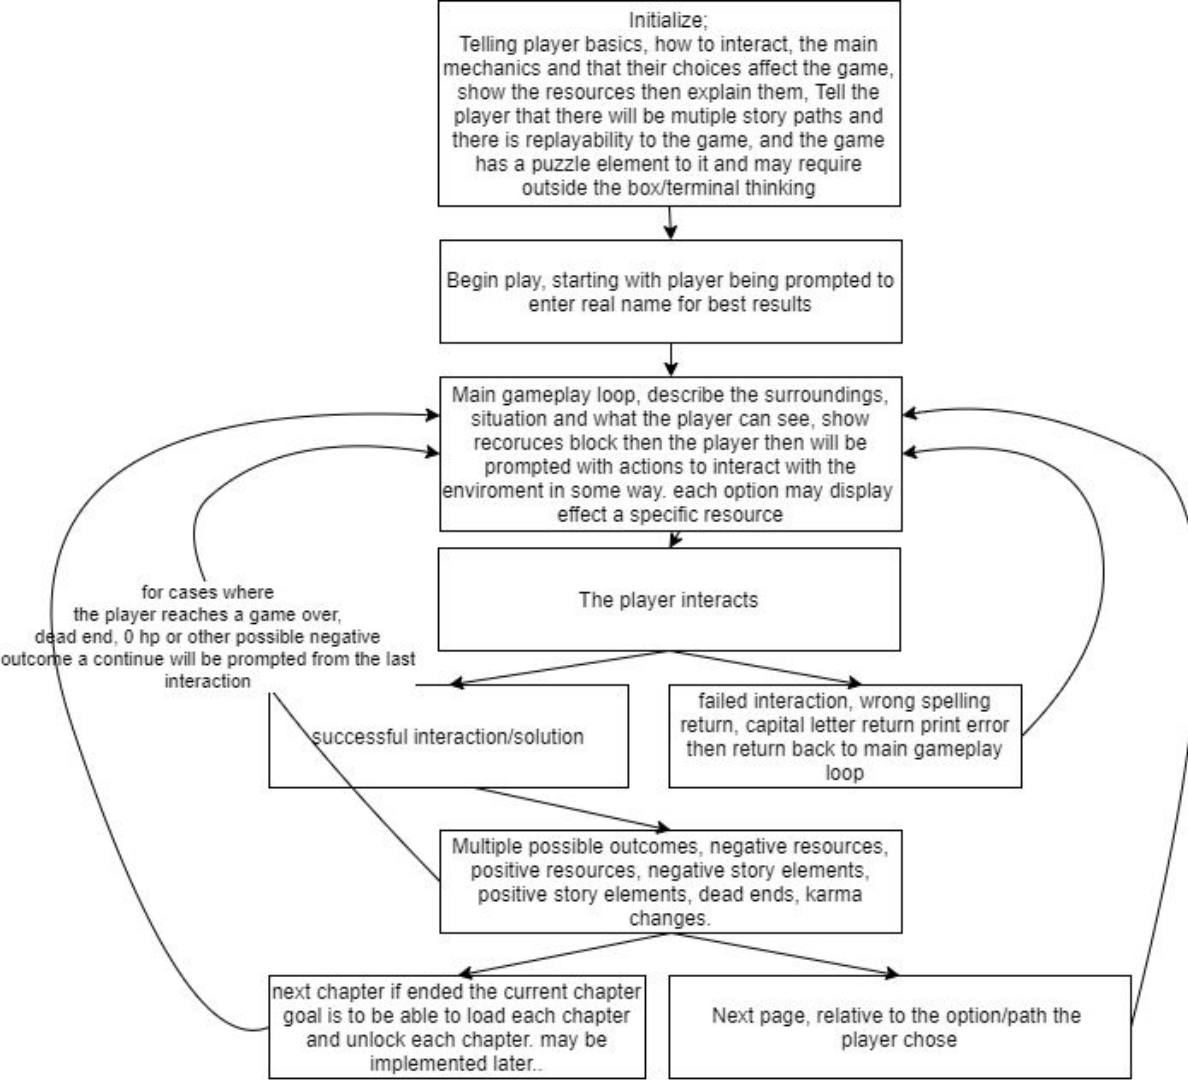 Initialize;
Telling player basics, how to interact, the main
mechanics and that their choices affect the game,
show the resources then explain them, Tell the
player that there will be mutiple story paths and
there is replayability to the game, and the game
has a puzzle element to it and may require
outside the box/terminal thinking
Begin play, starting with player being prompted to
enter real name for best results
Main gameplay loop, describe the surroundings,
situation and what the player can see, show
recoruces block then the player then will be
prompted with actions to interact with the
enviroment in some way. each option may display
effect a specific resource
The player interacts
for cases where
the player reaches a game over,
dead end, 0 hp or other possible negative
outcome a continue will be prompted from the last
interaction
successful interaction/solution
failed interaction, wrong spelling
return, capital letter return print error
then return back to main gameplay
loop
Multiple possible outcomes, negative resources,
positive resources, negative story elements,
positive story elements, dead ends, karma
changes.
next chapter if ended the current chapter
goal is to be able to load each chapter
and unlock each chapter. may be
implemented later..
Next page, relative to the option/path the
player chose